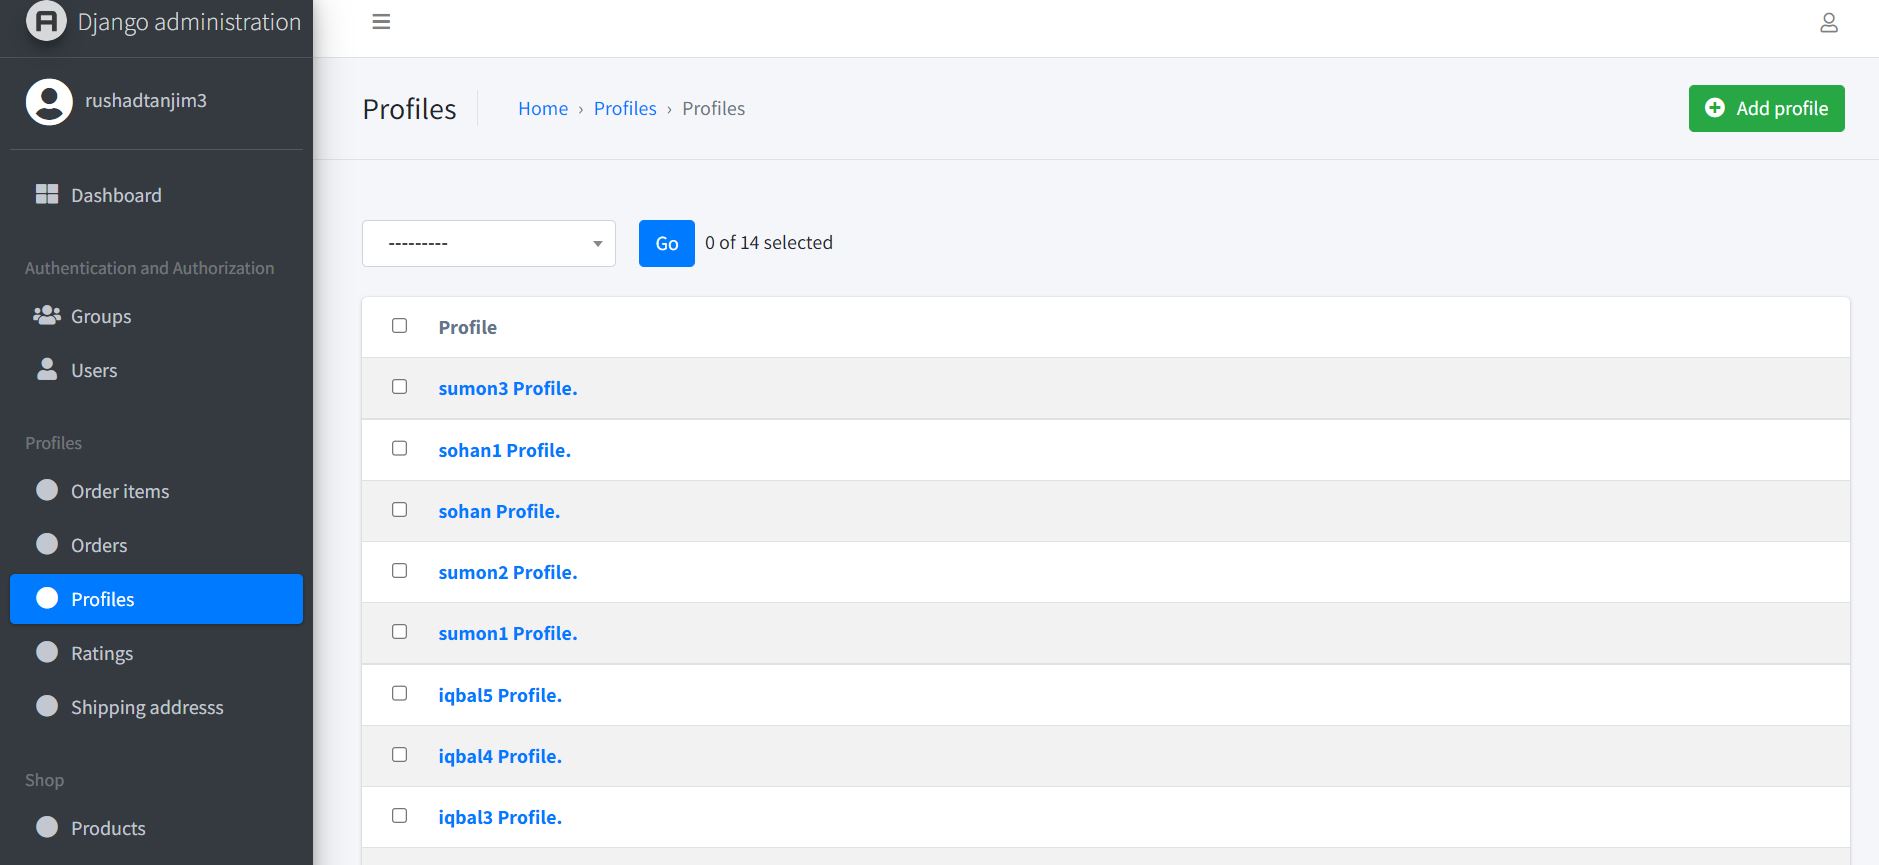 Django administration
rushadtanjim3
Dashboard
Authentication and Authorization
Groups
Users
Profiles
Order items
Orders
Profiles
Ratings
Shipping addresss
Shop
Products
Profiles
Home › Profiles › Profiles
Add profile
---------
Go
0 of 14 selected
Profile
sumon3 Profile.
sohan1 Profile.
sohan Profile.
sumon2 Profile.
sumon1 Profile.
iqbal5 Profile.
iqbal4 Profile.
iqbal3 Profile.